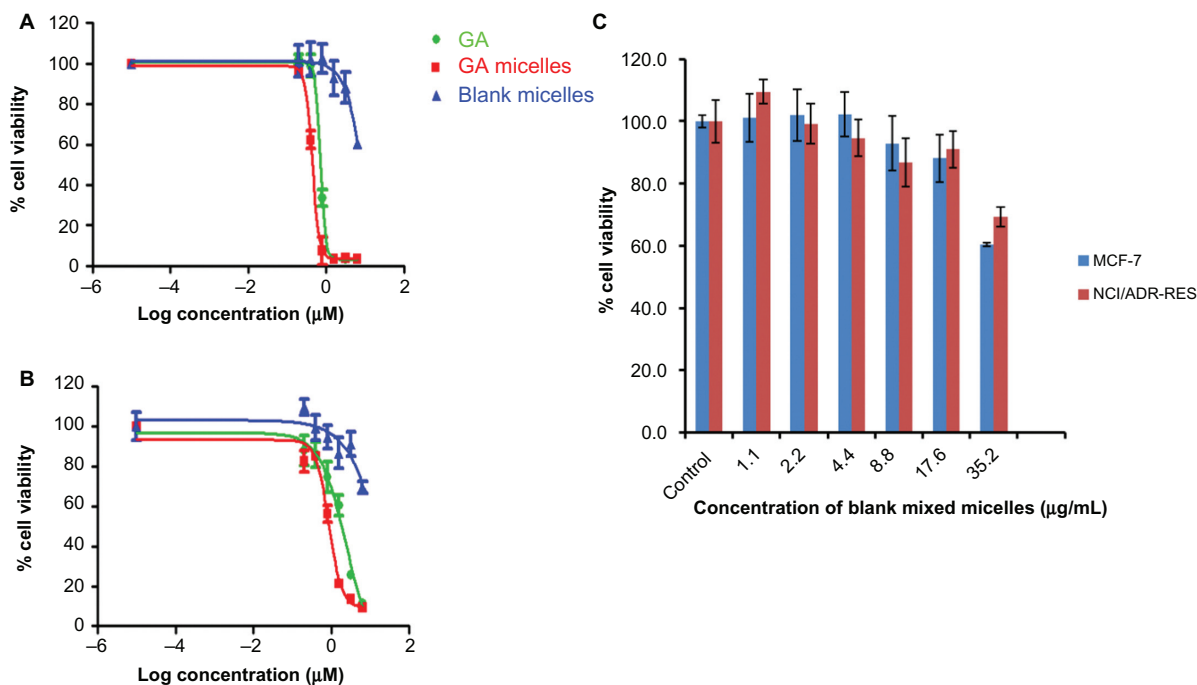 A
120
100
80
60
40
20
0
% cell viability
–6
–4
–2
0
2
Log concentration (μM)
GA
GA micelles
Blank micelles
B
120
100
80
60
40
20
0
% cell viability
–6
–4
–2
0
2
Log concentration (μM)
C
120.0
100.0
80.0
60.0
40.0
20.0
0.0
% cell viability
Control
1.1
2.2
4.4
8.8
17.6
35.2
Concentration of blank mixed micelles (μg/mL)
MCF-7
NCI/ADR-RES